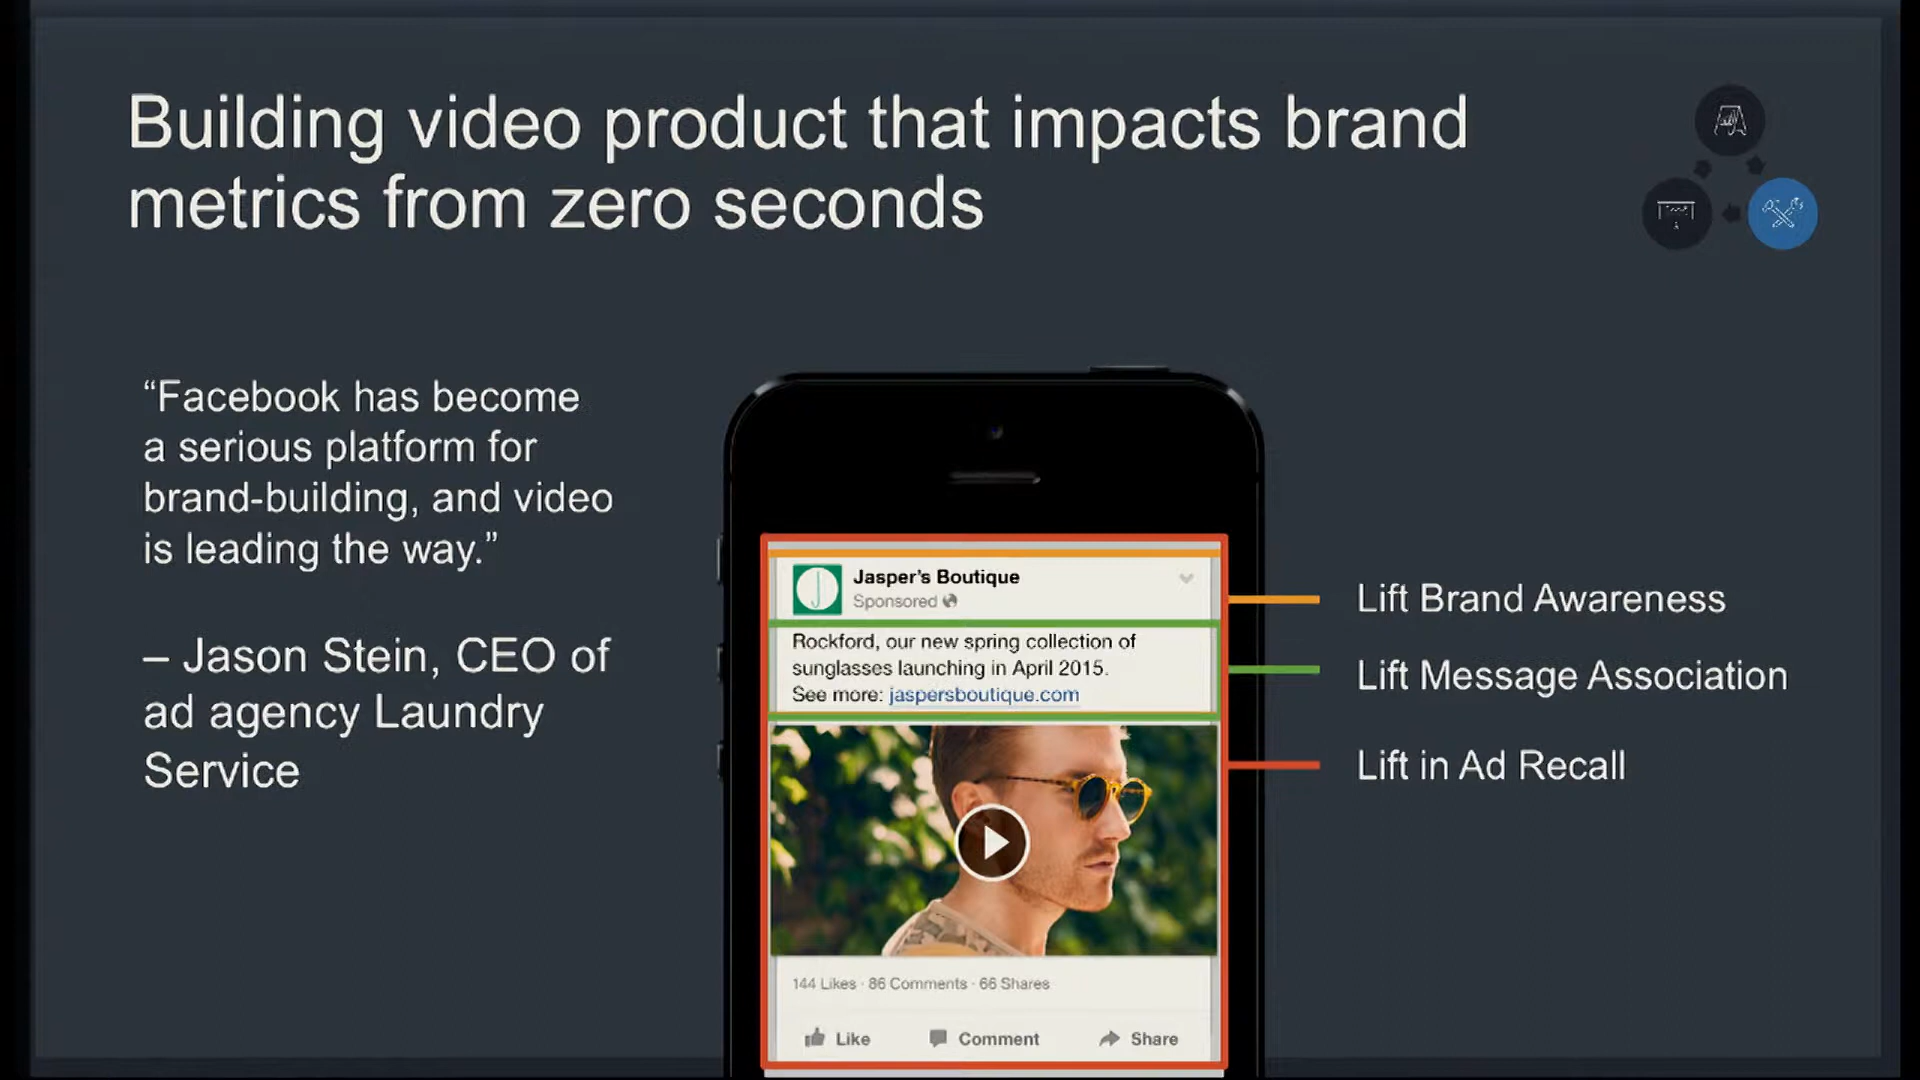 Building video product that impacts brand
metrics from zero seconds
“Facebook has become
a serious platform for
brand-building, and video
is leading the way.”
– Jason Stein, CEO of
ad agency Laundry
Service
Jasper’s Boutique
Sponsored
Rockford, our new spring collection of
sunglasses launching in April 2015.
See more: jaspersboutique.com
144 Likes · 86 Comments · 66 Shares
Like
Comment
Share
Lift Brand Awareness
Lift Message Association
Lift in Ad Recall